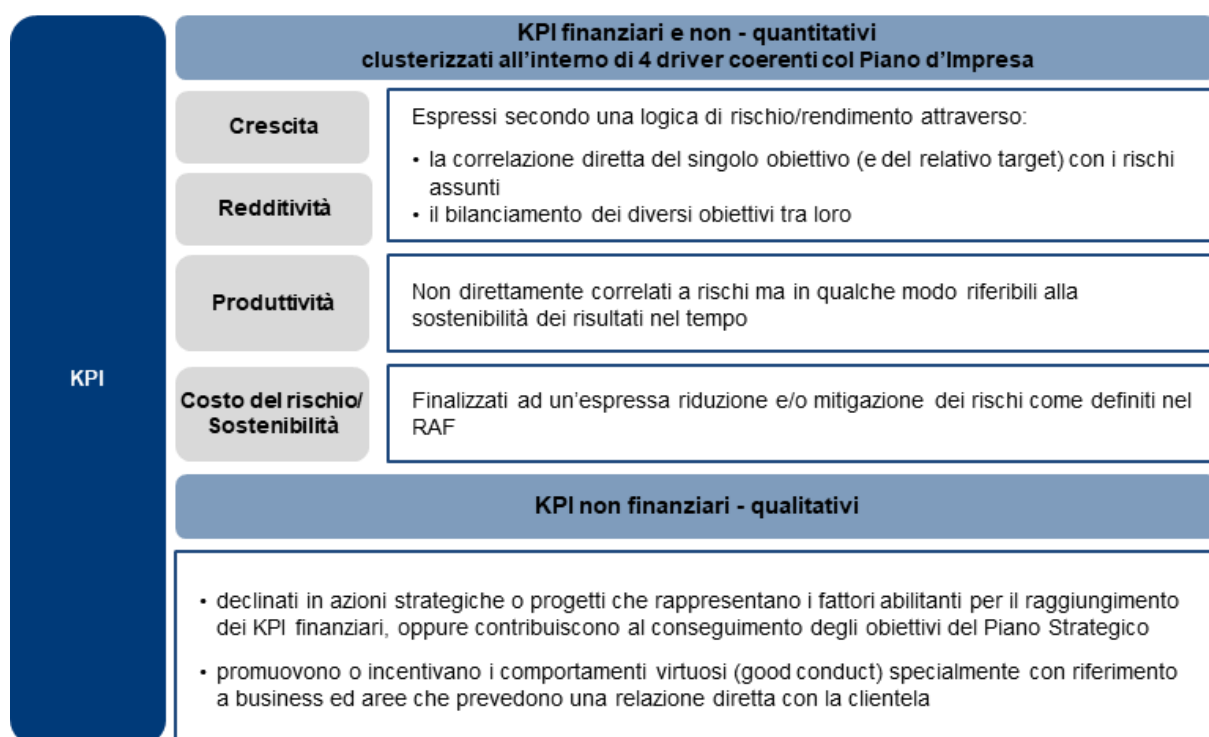 KPI
KPI finanziari e non - quantitativi
clusterizzati all'interno di 4 driver coerenti col Piano d'Impresa
Crescita
Redditività
Espressi secondo una logica di rischio/rendimento attraverso:
• la correlazione diretta del singolo obiettivo (e del relativo target) con i rischi
assunti
• il bilanciamento dei diversi obiettivi tra loro
Produttività
Non direttamente correlati a rischi ma in qualche modo riferibili alla
sostenibilità dei risultati nel tempo
Costo del rischio/
Sostenibilità
Finalizzati ad un'espressa riduzione e/o mitigazione dei rischi come definiti nel
RAF
KPI non finanziari - qualitativi
• declinati in azioni strategiche o progetti che rappresentano i fattori abilitanti per il raggiungimento
dei KPI finanziari, oppure contribuiscono al conseguimento degli obiettivi del Piano Strategico
• promuovono o incentivano i comportamenti virtuosi (good conduct) specialmente con riferimento
a business ed aree che prevedono una relazione diretta con la clientela